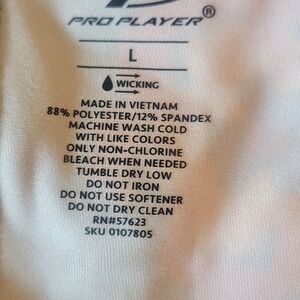 PRO PLAYER®
L
WICKING
MADE IN VIETNAM
88% POLYESTER/12% SPANDEX
MACHINE WASH COLD
WITH LIKE COLORS
ONLY NON-CHLORINE
BLEACH WHEN NEEDED
TUMBLE DRY LOW
DO NOT IRON
DO NOT USE SOFTENER
DO NOT DRY CLEAN
RN#57623
SKU 0107805